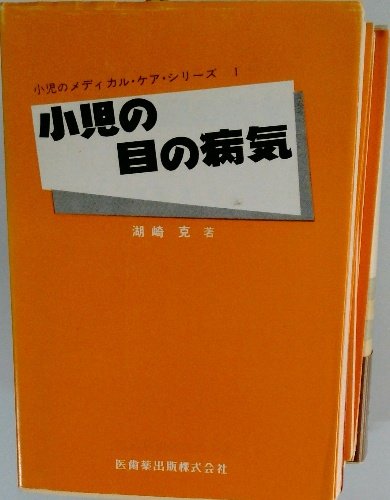 小児のメディカル・ケア・シリーズ 1
小児の
目の病気
湖崎 克 著
医歯薬出版株式会社